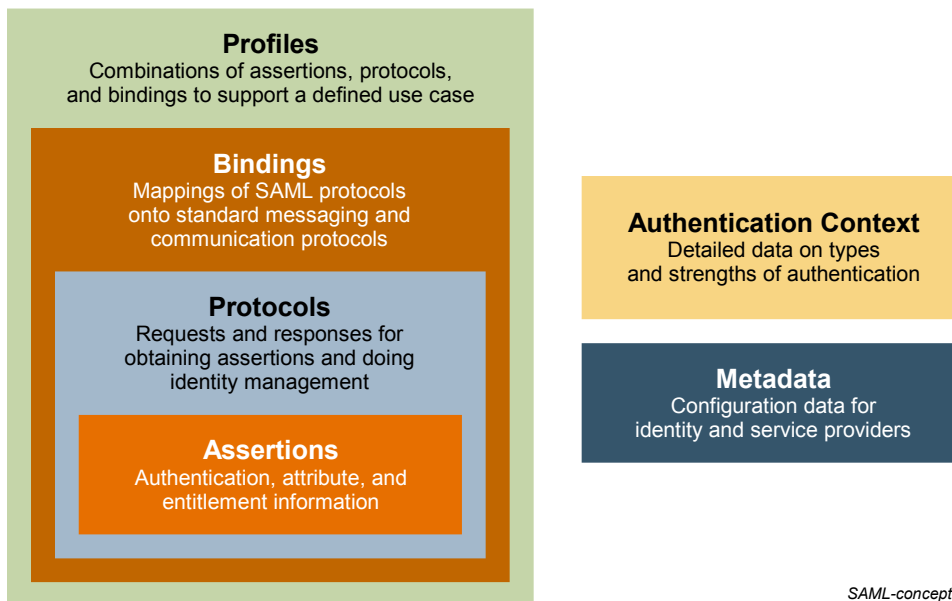 Profiles
Combinations of assertions, protocols,
and bindings to support a defined use case
Bindings
Mappings of SAML protocols
onto standard messaging and
communication protocols
Protocols
Requests and responses for
obtaining assertions and doing
identity management
Assertions
Authentication, attribute, and
entitlement information
Authentication Context
Detailed data on types
and strengths of authentication
Metadata
Configuration data for
identity and service providers
SAML-concept